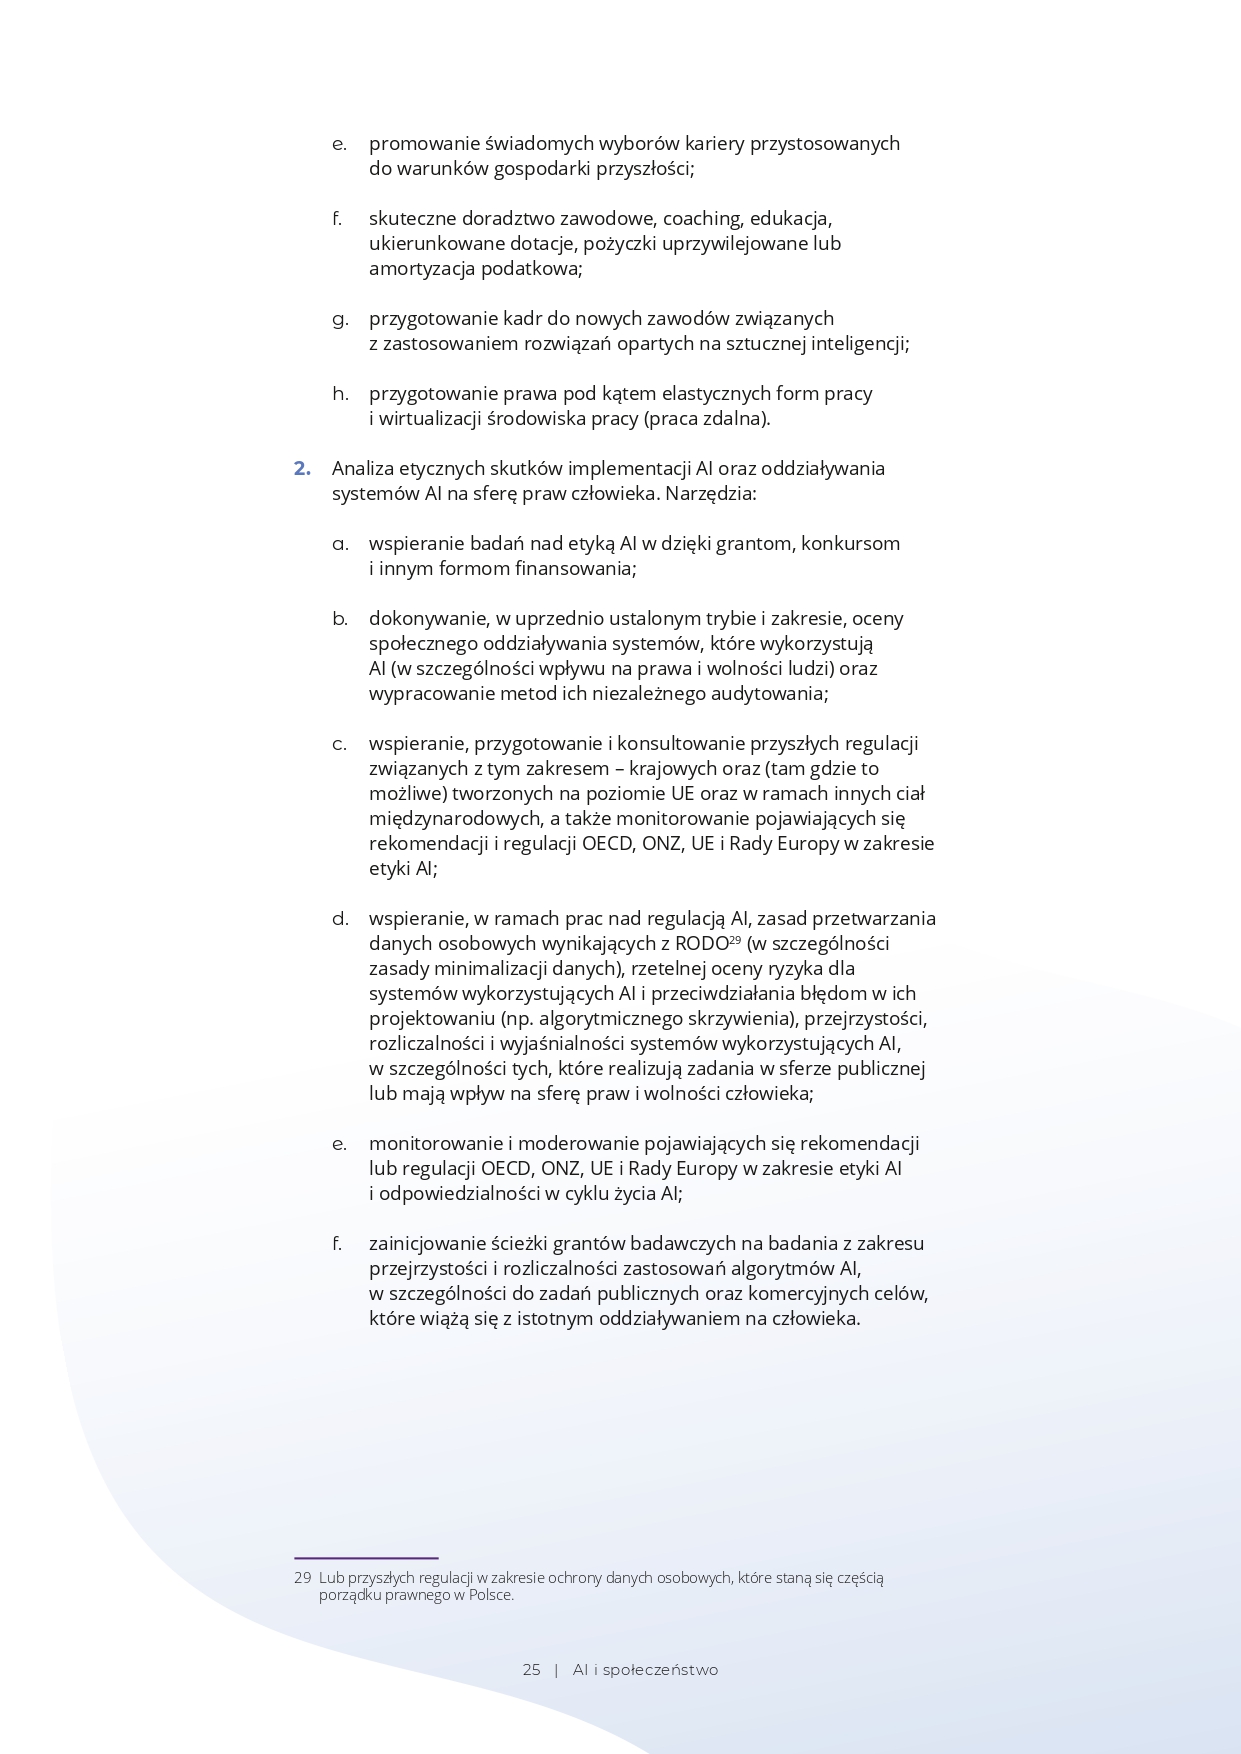 e. promowanie świadomych wyborów kariery przystosowanych
do warunków gospodarki przyszłości;
f. skuteczne doradztwo zawodowe, coaching, edukacja,
ukierunkowane dotacje, pożyczki uprzywilejowane lub
amortyzacja podatkowa;
g. przygotowanie kadr do nowych zawodów związanych
z zastosowaniem rozwiązań opartych na sztucznej inteligencji;
h. przygotowanie prawa pod kątem elastycznych form pracy
i wirtualizacji środowiska pracy (praca zdalna).
2. Analiza etycznych skutków implementacji AI oraz oddziaływania
systemów AI na sferę praw człowieka. Narzędzia:
a. wspieranie badań nad etyką AI w dzięki grantom, konkursom
i innym formom finansowania;
b. dokonywanie, w uprzednio ustalonym trybie i zakresie, oceny
społecznego oddziaływania systemów, które wykorzystują
AI (w szczególności wpływu na prawa i wolności ludzi) oraz
wypracowanie metod ich niezależnego audytowania;
c. wspieranie, przygotowanie i konsultowanie przyszłych regulacji
związanych z tym zakresem – krajowych oraz (tam gdzie to
możliwe) tworzonych na poziomie UE oraz w ramach innych ciał
międzynarodowych, a także monitorowanie pojawiających się
rekomendacji i regulacji OECD, ONZ, UE i Rady Europy w zakresie
etyki AI;
d. wspieranie, w ramach prac nad regulacją AI, zasad przetwarzania
danych osobowych wynikających z RODO29 (w szczególności
zasady minimalizacji danych), rzetelnej oceny ryzyka dla
systemów wykorzystujących AI i przeciwdziałania błędom w ich
projektowaniu (np. algorytmicznego skrzywienia), przejrzystości,
rozliczalności i wyjaśnialności systemów wykorzystujących AI,
w szczególności tych, które realizują zadania w sferze publicznej
lub mają wpływ na sferę praw i wolności człowieka;
e. monitorowanie i moderowanie pojawiających się rekomendacji
lub regulacji OECD, ONZ, UE i Rady Europy w zakresie etyki AI
i odpowiedzialności w cyklu życia AI;
f. zainicjowanie ścieżki grantów badawczych na badania z zakresu
przejrzystości i rozliczalności zastosowań algorytmów AI,
w szczególności do zadań publicznych oraz komercyjnych celów,
które wiążą się z istotnym oddziaływaniem na człowieka.
29 Lub przyszłych regulacji w zakresie ochrony danych osobowych, które staną się częścią
porządku prawnego w Polsce.
25 | AI i społeczeństwo